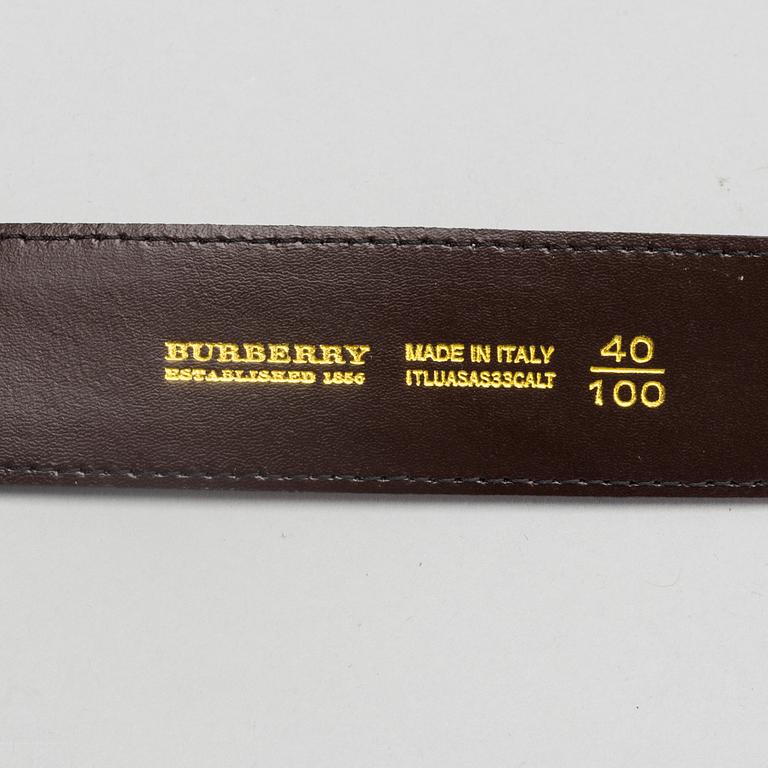 BURBERRY
ESTABLISHED 1856
MADE IN ITALY
ITLUASAS33CALT
40
100